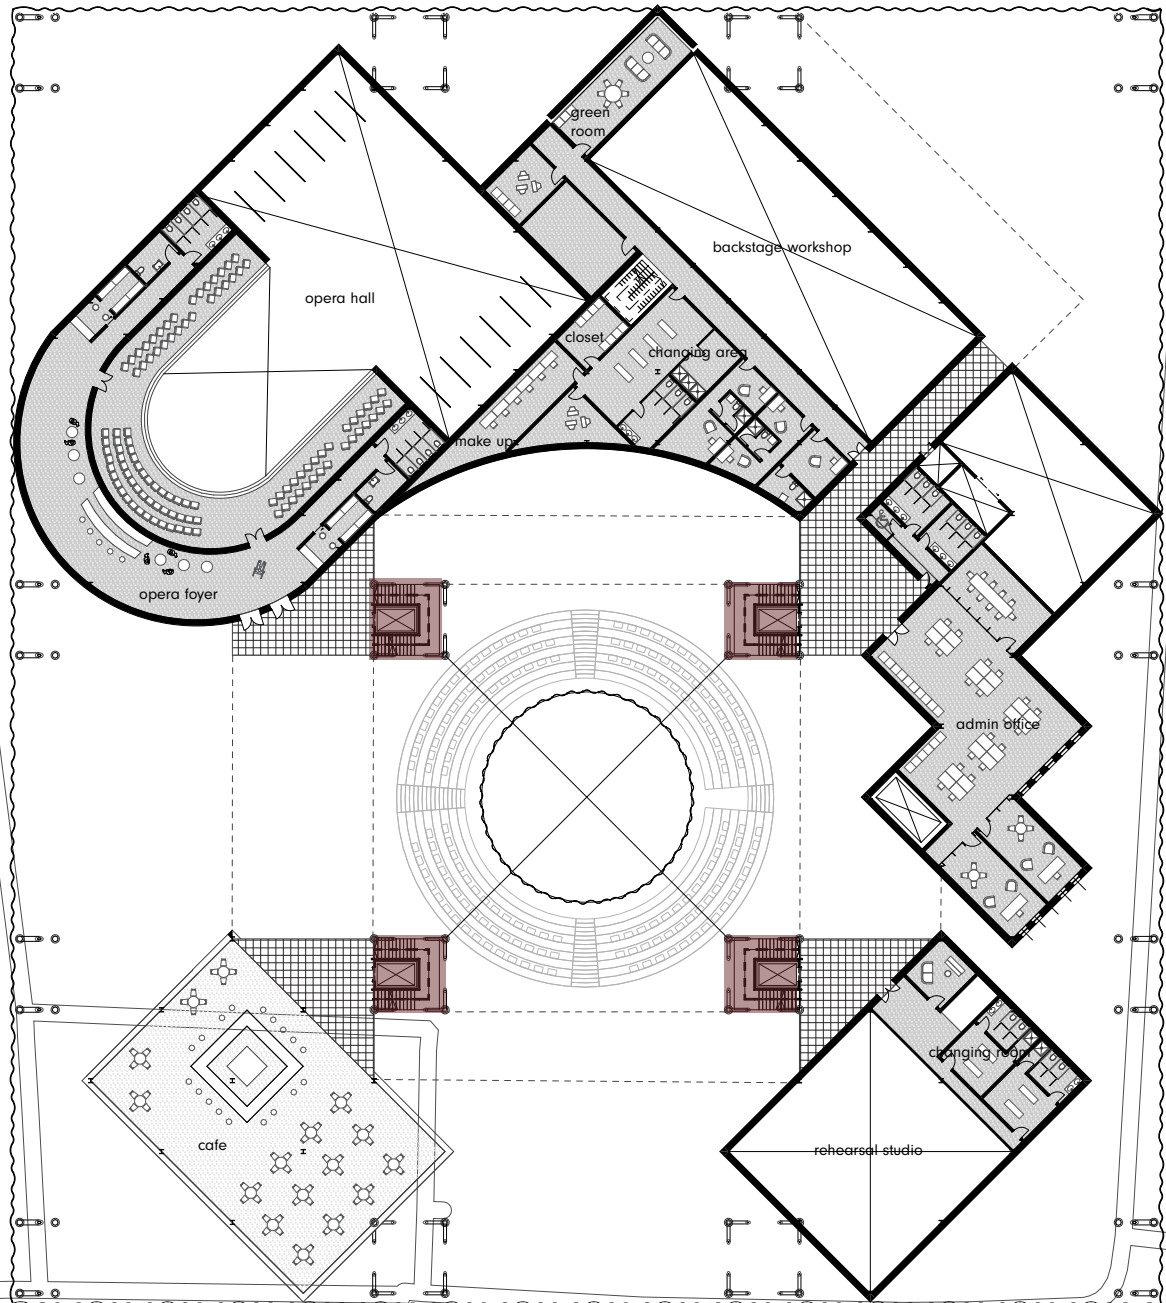 green
room
backstage workshop
opera hall
closet
changing area
make up
opera foyer
admin office
changing room
cafe
rehearsal studio